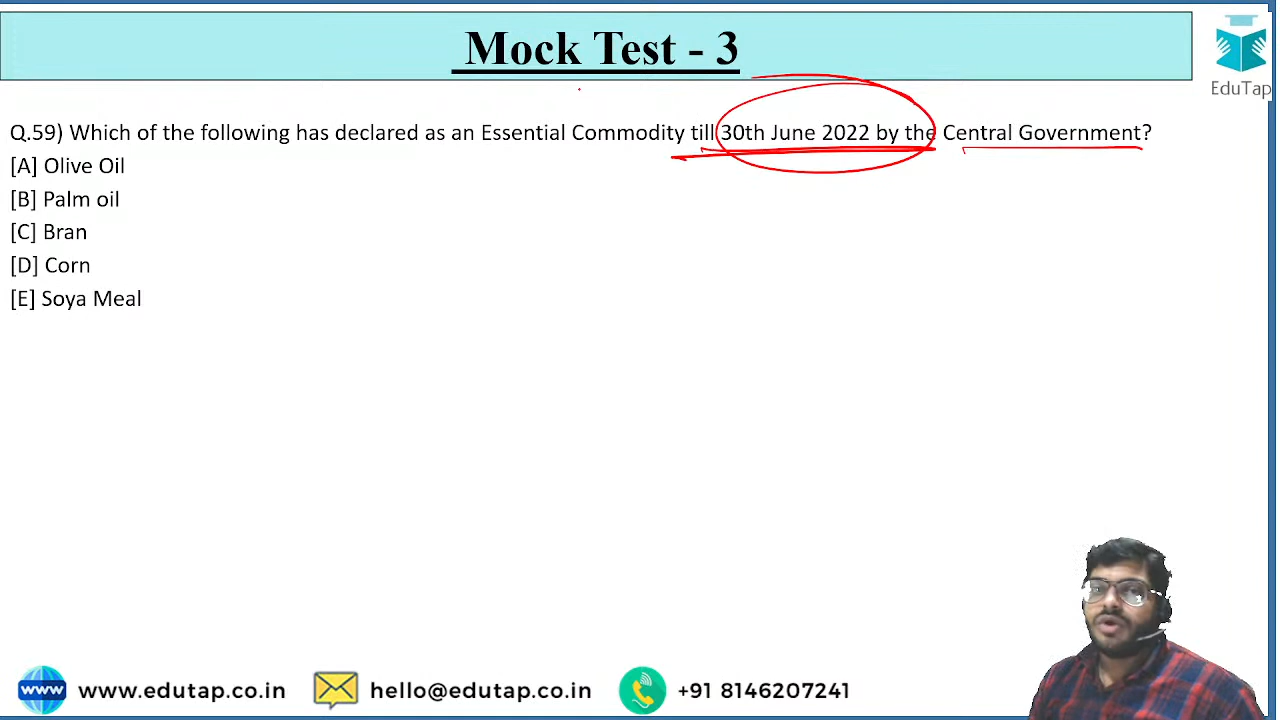 Mock Test - 3
EduTap
Q.59) Which of the following has declared as an Essential Commodity till 30th June 2022 by the Central Government?
[A] Olive Oil
[B] Palm oil
[C] Bran
[D] Corn
[E] Soya Meal
www www.edutap.co.in hello@edutap.co.in +91 8146207241